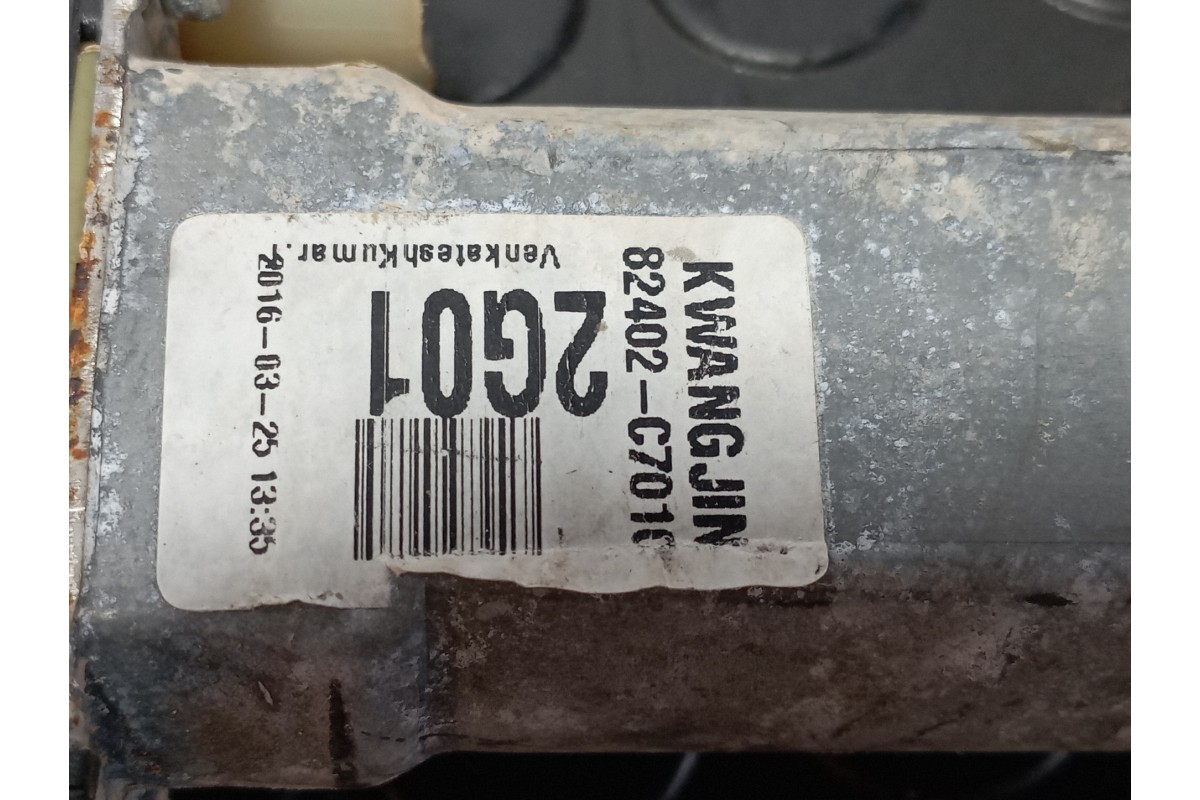 KWANGJIN
82402-C701
2G01
VenkateshKumar.
2016-03-25 13:35